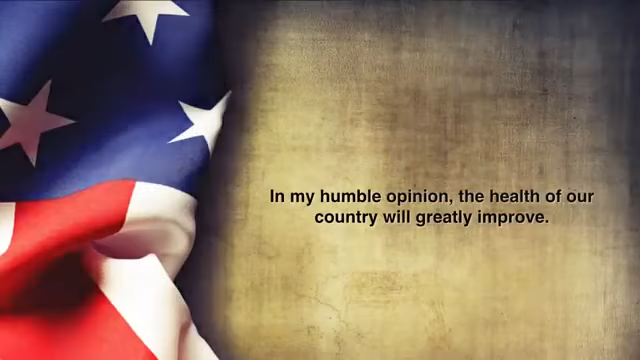 In my humble opinion, the health of our
country will greatly improve.